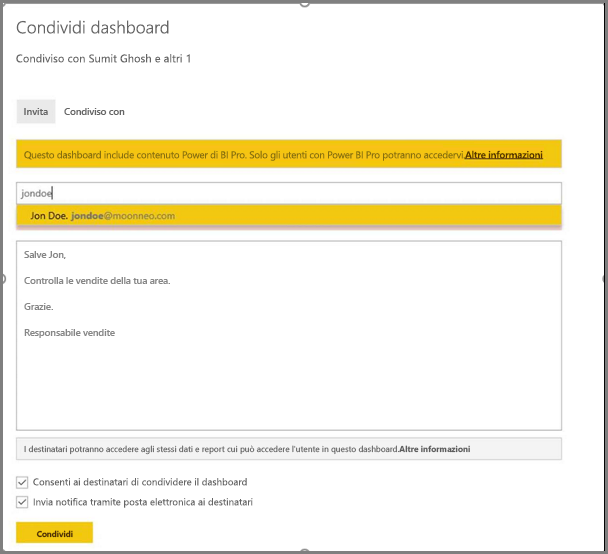 Condividi dashboard
Condiviso con Sumit Ghosh e altri 1
Invita Condiviso con
Questo dashboard include contenuto Power di BI Pro. Solo gli utenti con Power BI Pro potranno accedervi.Altre informazioni
jondoe
Jon Doe. jondoe@moonneo.com
Salve Jon,
Controlla le vendite della tua area.
Grazie.
Responsabile vendite
I destinatari potranno accedere agli stessi dati e report cui può accedere l'utente in questo dashboard.Altre informazioni
Consenti ai destinatari di condividere il dashboard
Invia notifica tramite posta elettronica ai destinatari
Condividi